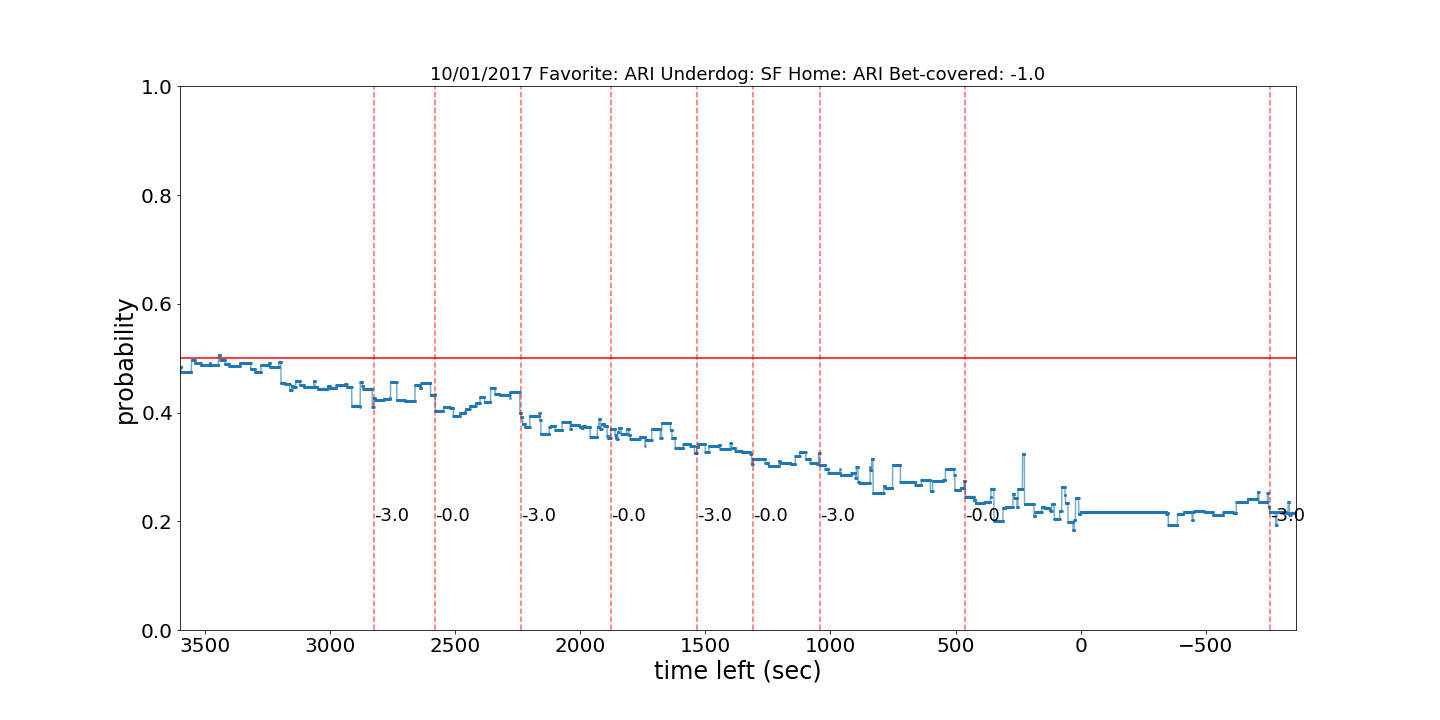 10/01/2017 Favorite: ARI Underdog: SF Home: ARI Bet-covered: -1.0
1.0
0.8
0.6
0.4
0.2
0.0
probability
-3.0 -0.0 -3.0 -0.0 -3.0 -0.0 -3.0 -0.0 -3.0
3500 3000 2500 2000 1500 1000 500 0 −500
time left (sec)